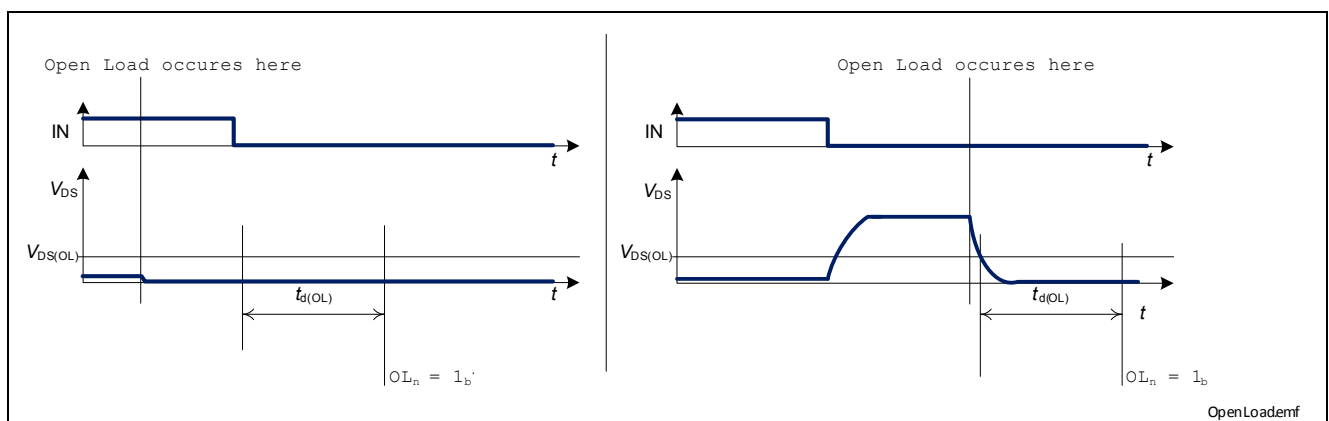 Open Load occures here
IN
t
VDS
VDS(OL)
td(OL)
t
OLn = 1b
Open Load occures here
IN
t
VDS
VDS(OL)
td(OL)
t
OLn = 1b
OpenLoad.emf